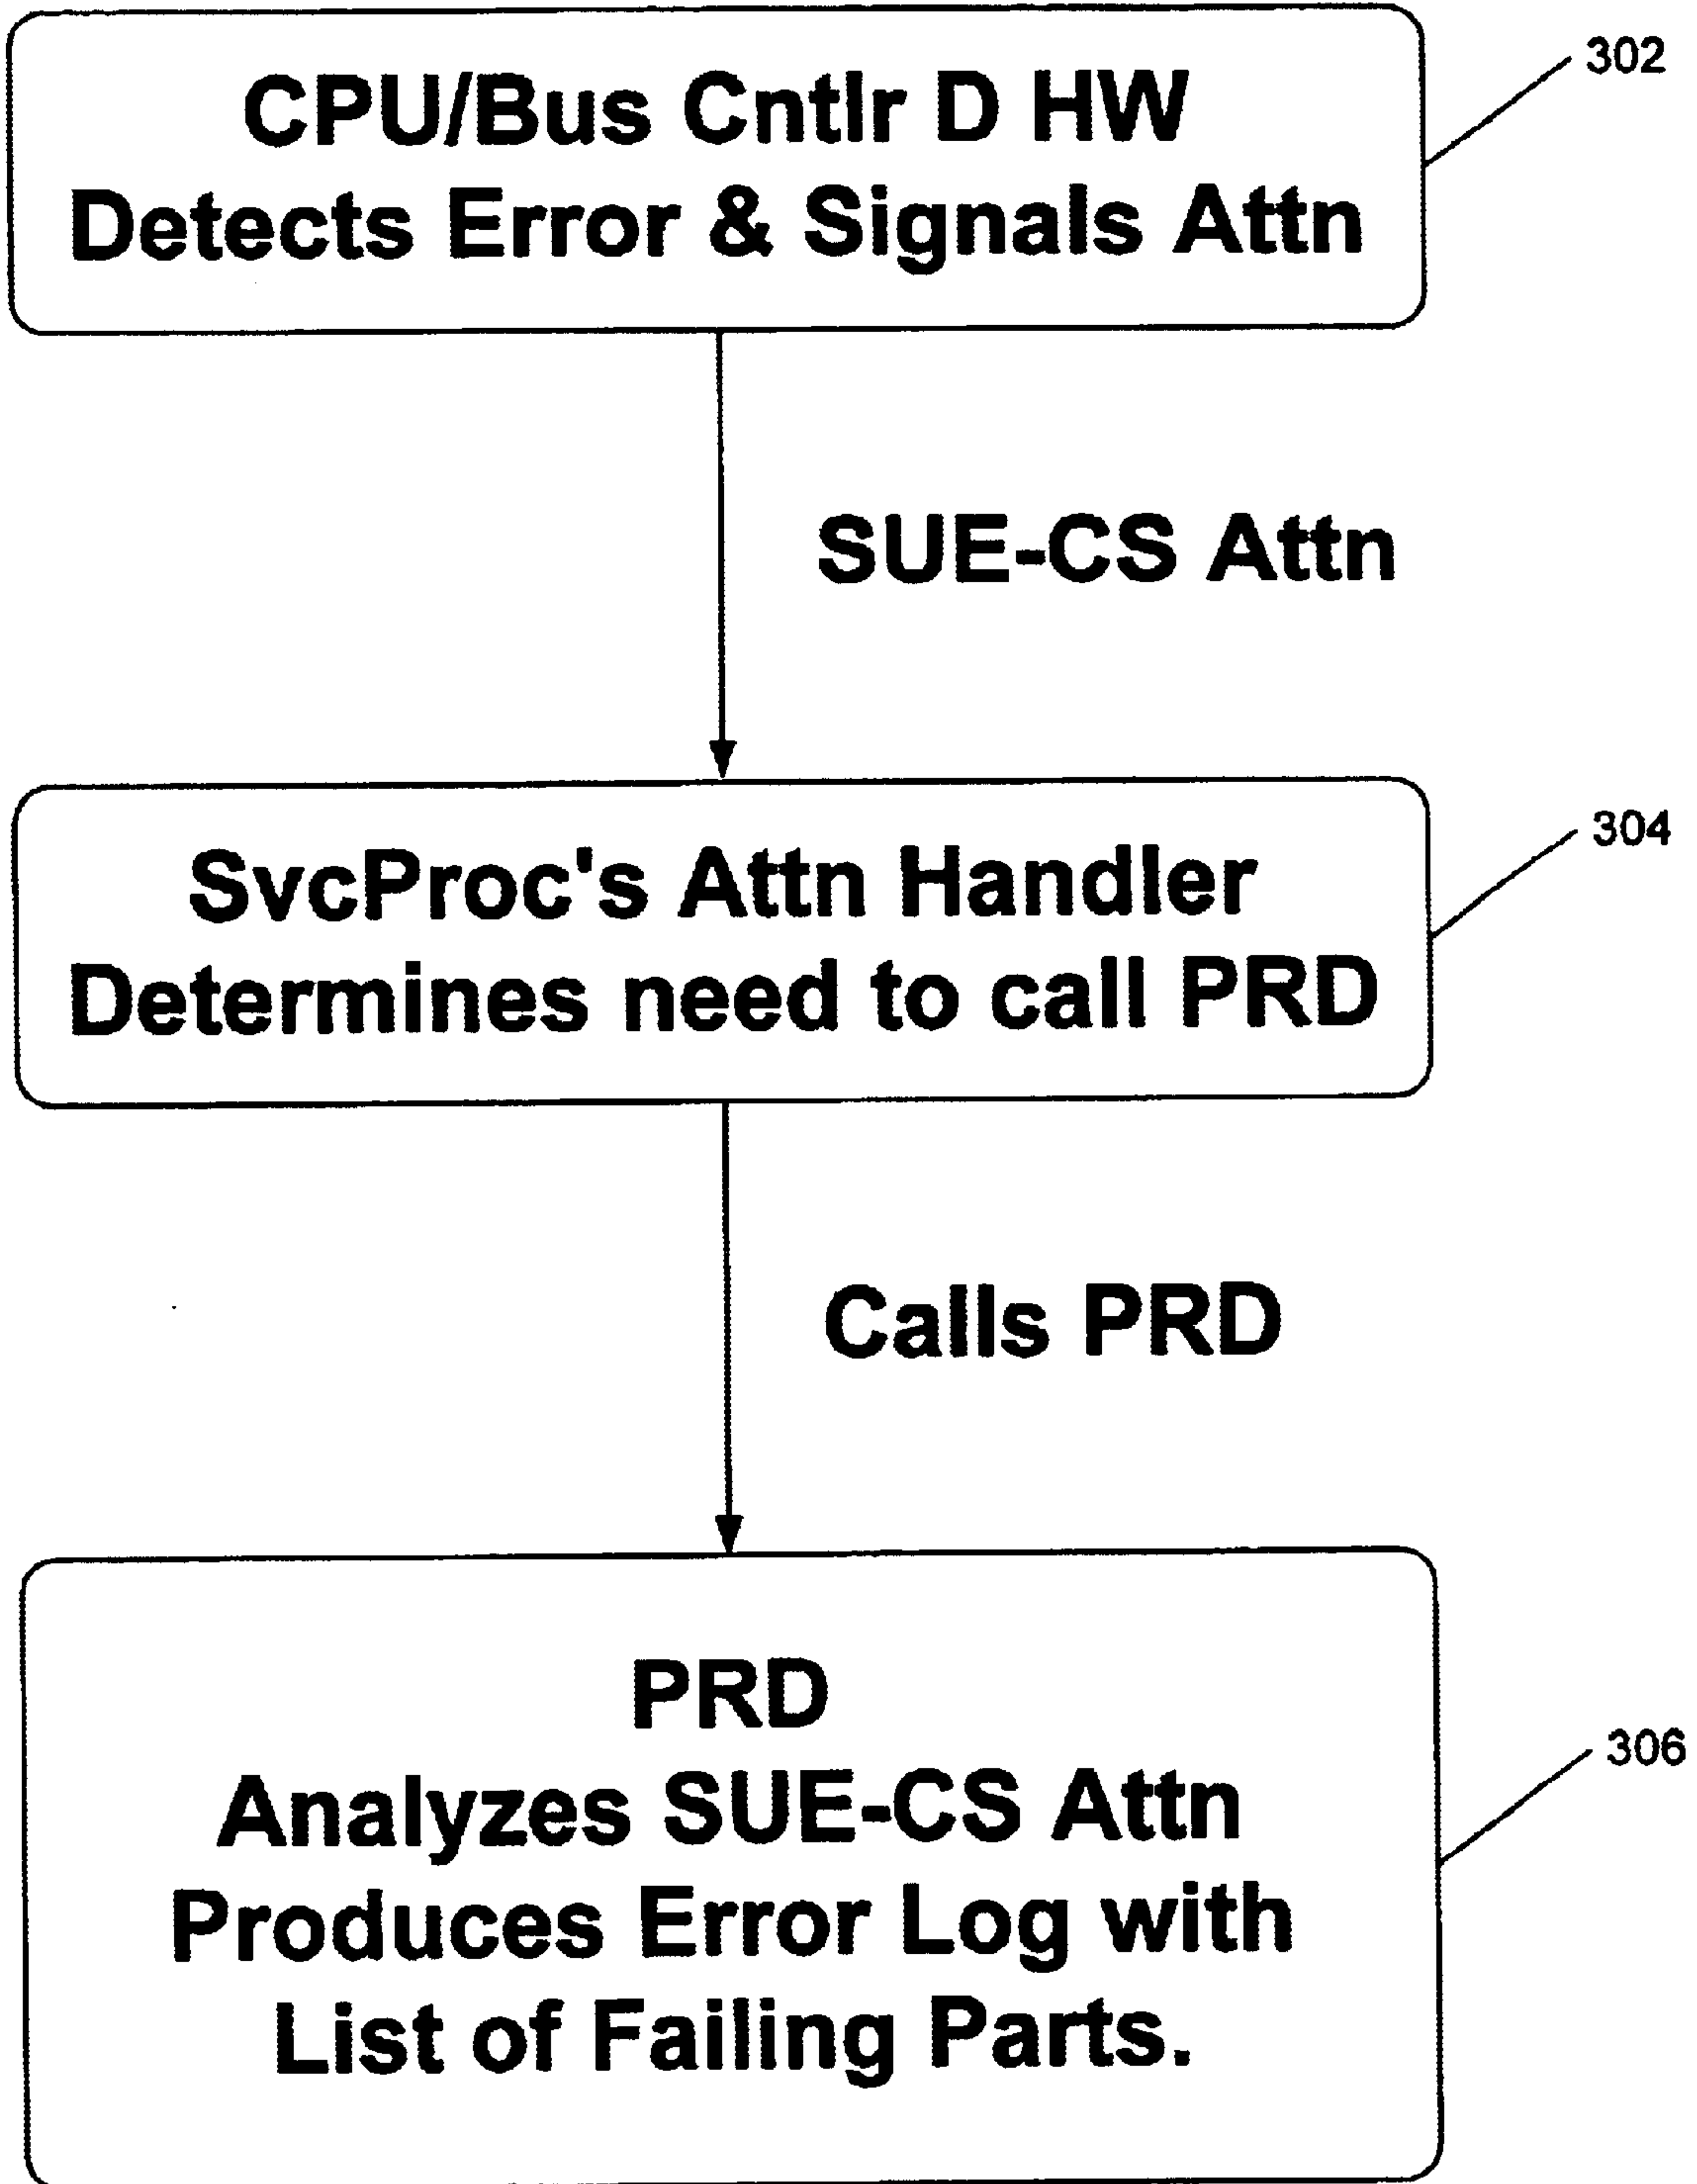 CPU/Bus Cntlr D HW
Detects Error & Signals Attn
302
SUE-CS Attn
SvcProc's Attn Handler
Determines need to call PRD
304
Calls PRD
PRD
Analyzes SUE-CS Attn
Produces Error Log with
List of Failing Parts.
306